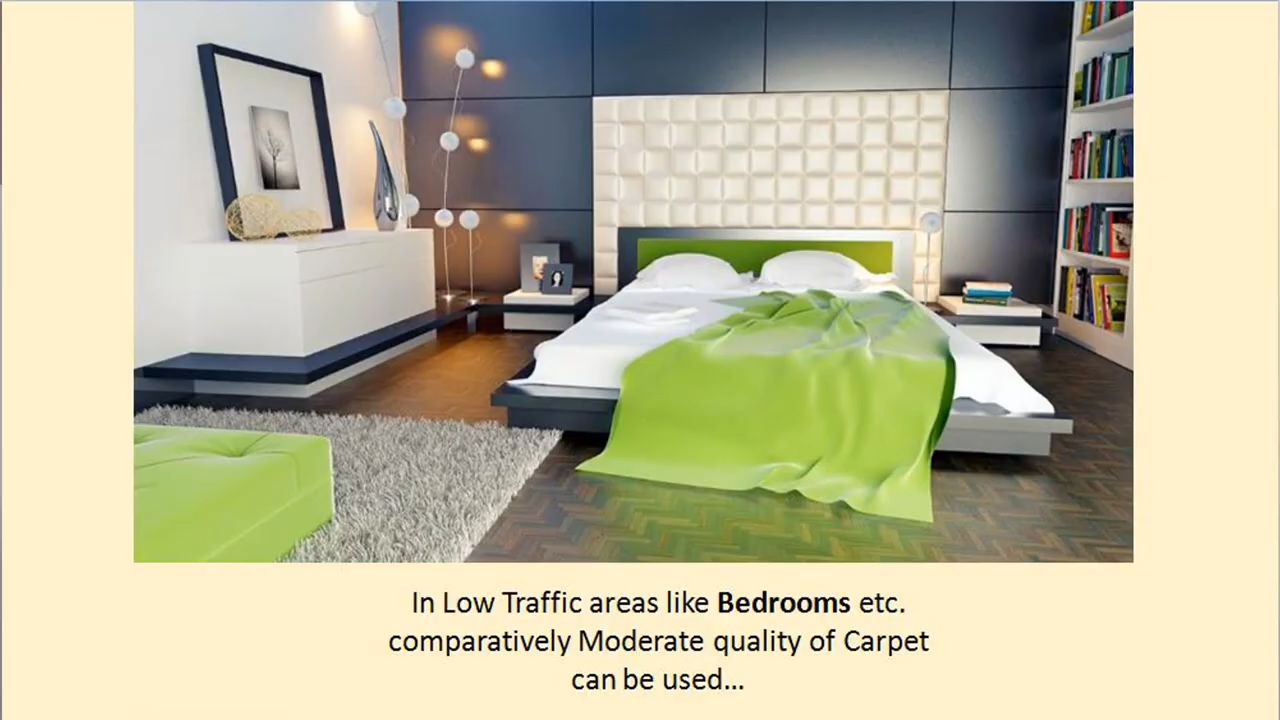 In Low Traffic areas like Bedrooms etc.
comparatively Moderate quality of Carpet
can be used...